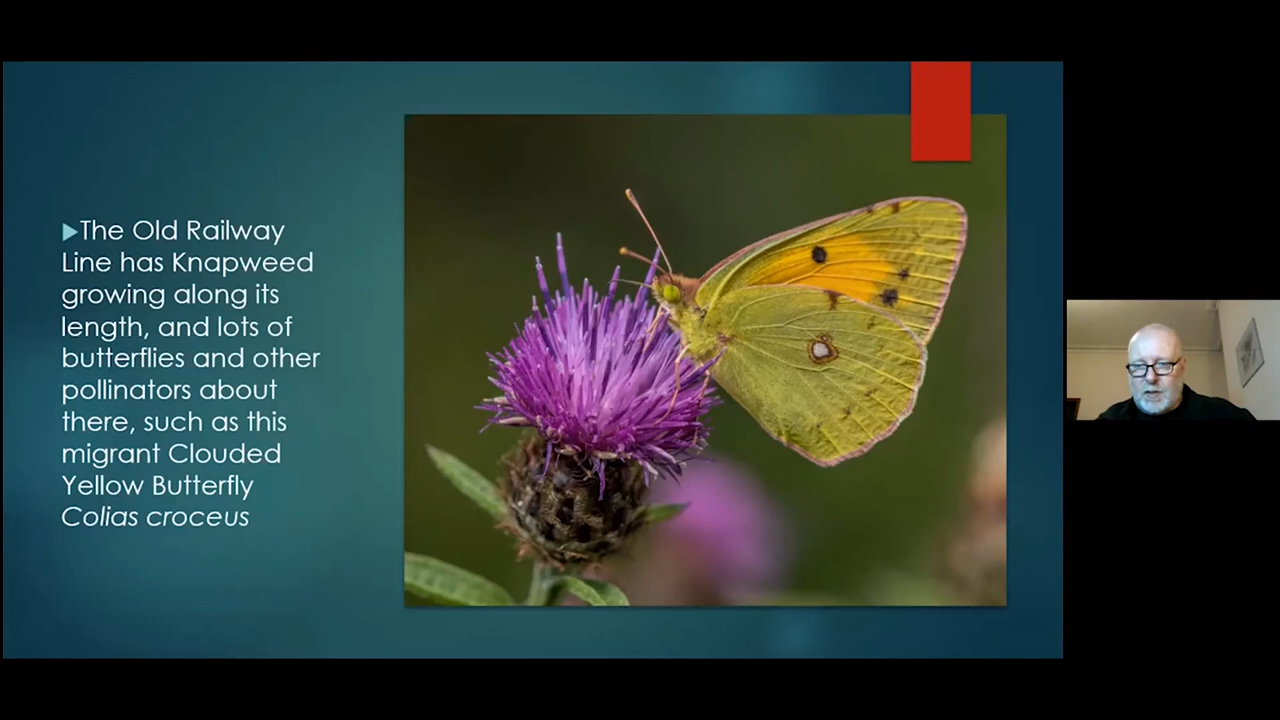 The Old Railway
Line has Knapweed
growing along its
length, and lots of
butterflies and other
pollinators about
there, such as this
migrant Clouded
Yellow Butterfly
Colias croceus